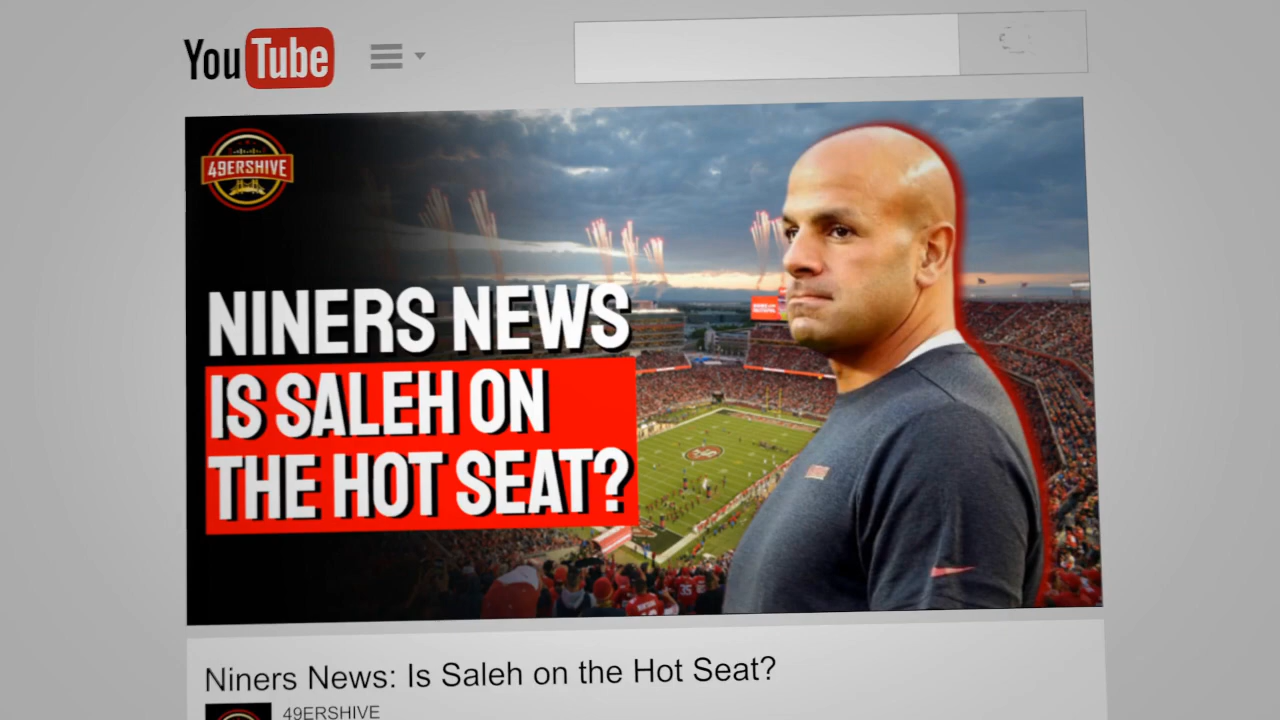 YouTube
49ERSHIVE
NINERS NEWS
IS SALEH ON
THE HOT SEAT?
Niners News: Is Saleh on the Hot Seat?
49ERSHIVE